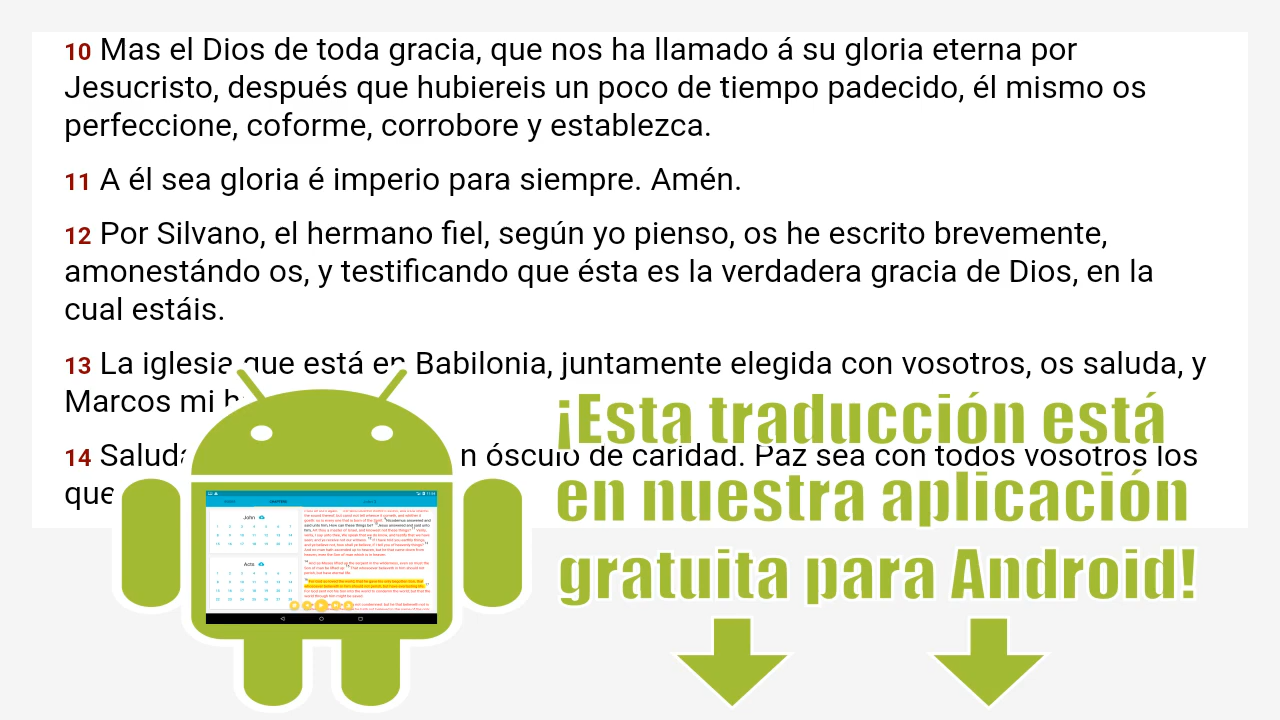 10 Mas el Dios de toda gracia, que nos ha llamado á su gloria eterna por
Jesucristo, después que hubiereis un poco de tiempo padecido, él mismo os
perfeccione, coforme, corrobore y establezca.
11 A él sea gloria é imperio para siempre. Amén.
12 Por Silvano, el hermano fiel, según yo pienso, os he escrito brevemente,
amonestándo os, y testificando que ésta es la verdadera gracia de Dios, en la
cual estáis.
13 La iglesia que está en Babilonia, juntamente elegida con vosotros, os saluda, y
Marcos mi
14 n ósculo de caridad. Paz sea con todos vosotros los
que
¡Esta traducción está
en nuestra aplicación
gratuita para Android!
John
Acts